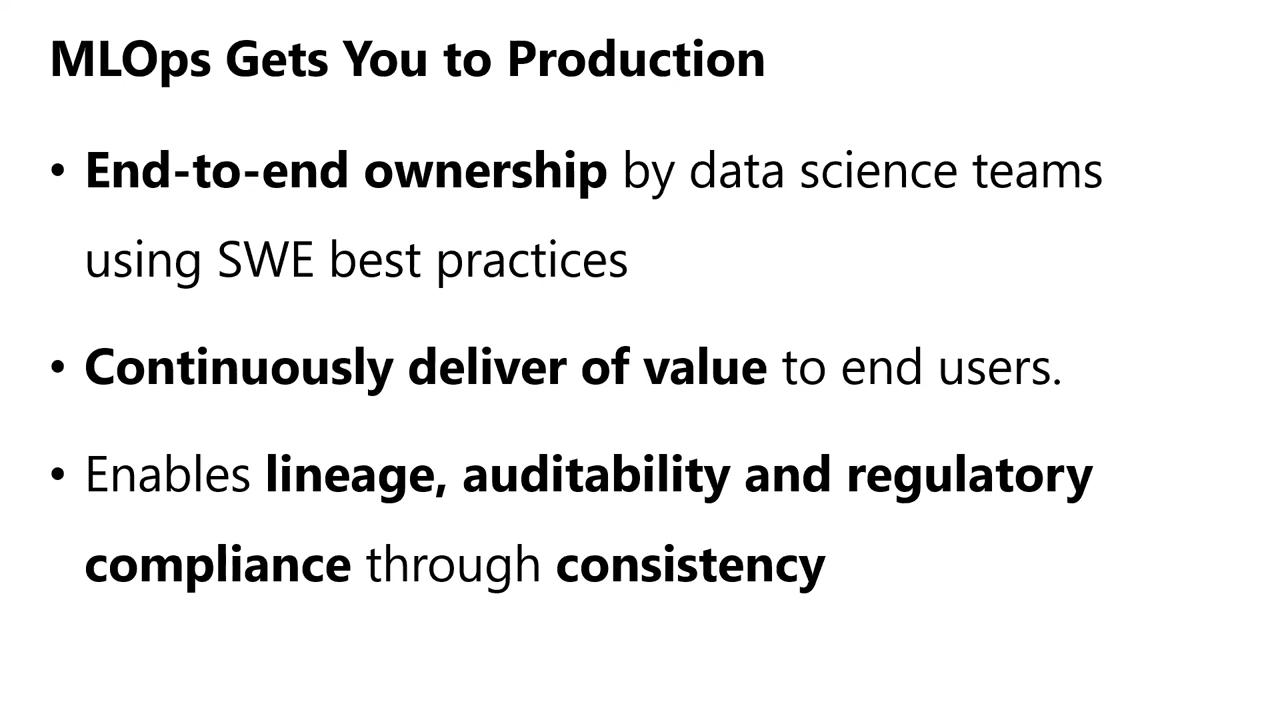 MLOps Gets You to Production
• End-to-end ownership by data science teams
using SWE best practices
• Continuously deliver of value to end users.
• Enables lineage, auditability and regulatory
compliance through consistency